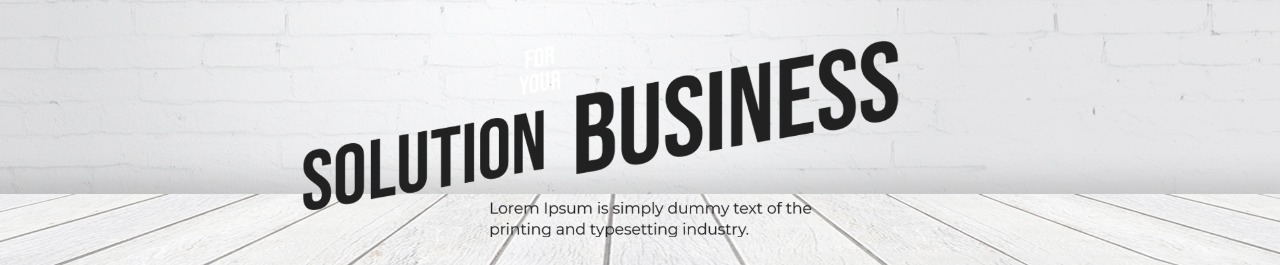 SOLUTION
FOR
YOUR
BUSINESS
Lorem Ipsum is simply dummy text of the
printing and typesetting industry.